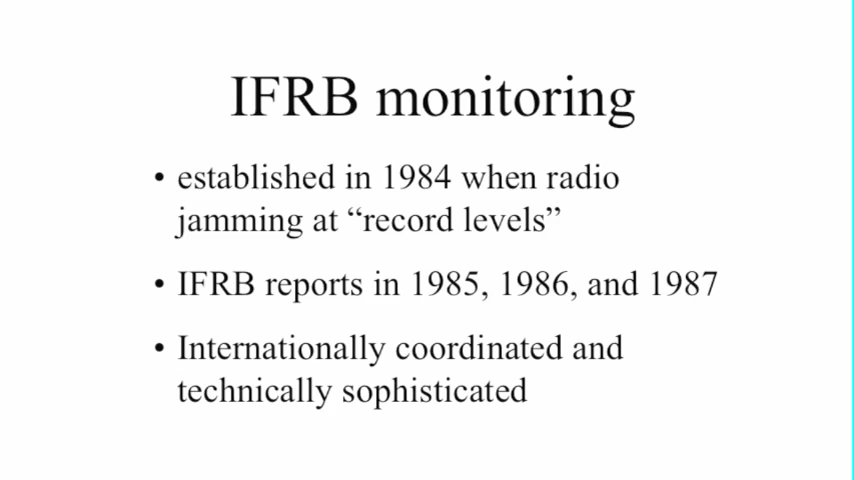 IFRB monitoring
• established in 1984 when radio
jamming at “record levels”
• IFRB reports in 1985, 1986, and 1987
• Internationally coordinated and
technically sophisticated